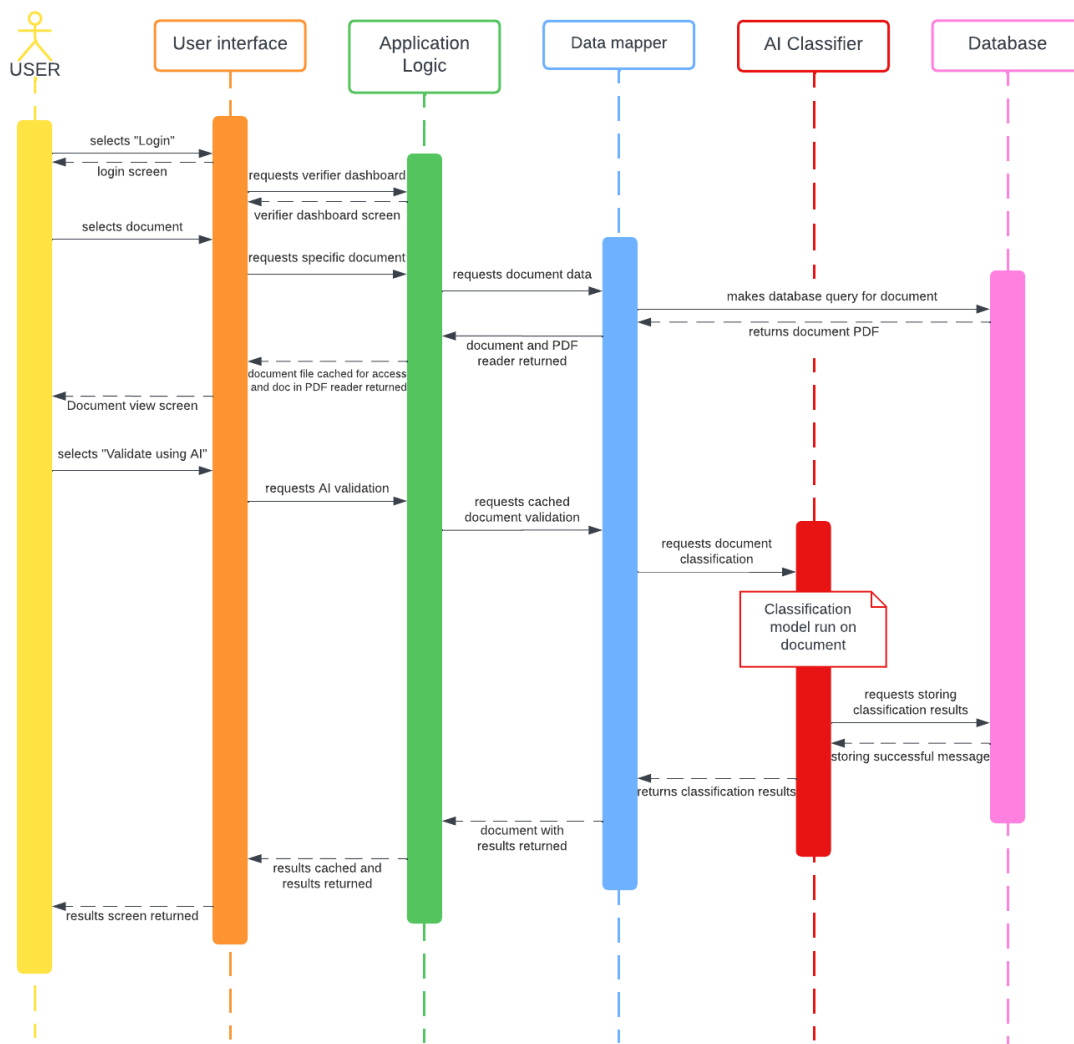 USER
User interface
Application
Logic
Data mapper
AI Classifier
Database
selects "Login"
login screen
requests verifier dashboard
verifier dashboard screen
selects document
requests specific document
requests document data
makes database query for document
returns document PDF
document and PDF
reader returned
document file cached for access
and doc in PDF reader returned
Document view screen
selects "Validate using AI"
requests AI validation
requests cached
document validation
requests document
classification
Classification
model run on
document
requests storing
classification results
storing successful message
returns classification results
document with
results returned
results cached and
results returned
results screen returned